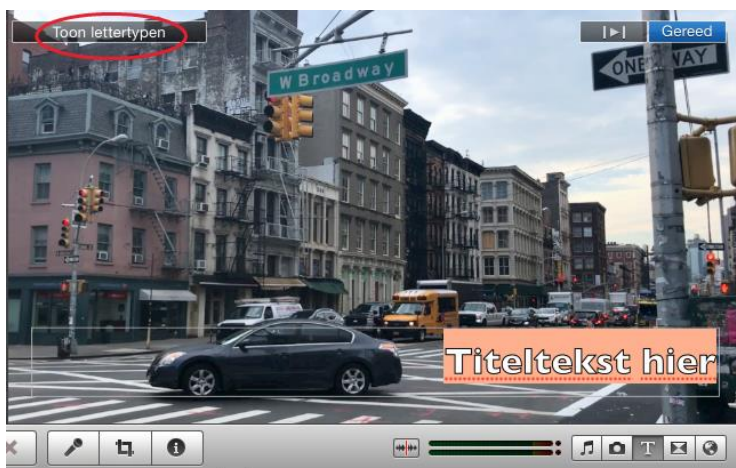 Toon lettertypen
Gereed
W Broadway
ONE WAY
Titeltekst hier
T